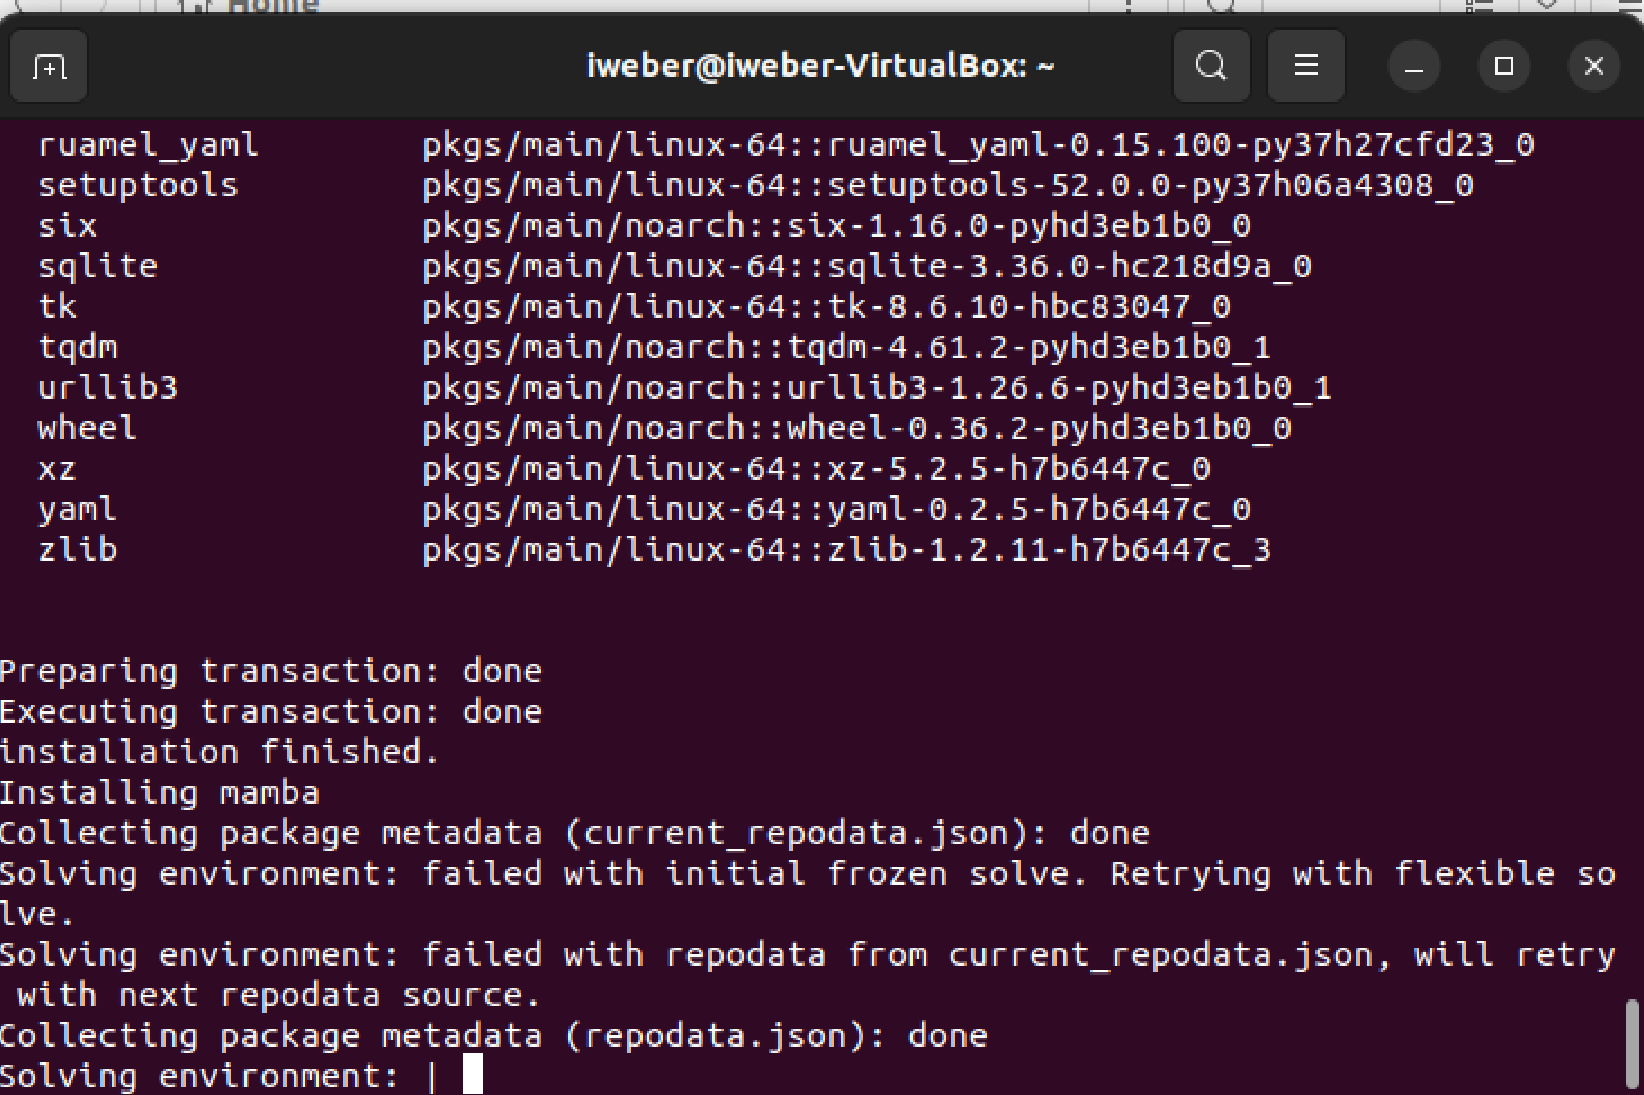 Home
iweber@iweber-VirtualBox: ~
ruamel_yaml pkgs/main/linux-64::ruamel_yaml-0.15.100-py37h27cfd23_0
setuptools pkgs/main/linux-64::setuptools-52.0.0-py37h06a4308_0
six pkgs/main/noarch::six-1.16.0-pyhd3eb1b0_0
sqlite pkgs/main/linux-64::sqlite-3.36.0-hc218d9a_0
tk pkgs/main/linux-64::tk-8.6.10-hbc83047_0
tqdm pkgs/main/noarch::tqdm-4.61.2-pyhd3eb1b0_1
urllib3 pkgs/main/noarch::urllib3-1.26.6-pyhd3eb1b0_1
wheel pkgs/main/noarch::wheel-0.36.2-pyhd3eb1b0_0
xz pkgs/main/linux-64::xz-5.2.5-h7b6447c_0
yaml pkgs/main/linux-64::yaml-0.2.5-h7b6447c_0
zlib pkgs/main/linux-64::zlib-1.2.11-h7b6447c_3
Preparing transaction: done
Executing transaction: done
installation finished.
Installing mamba
Collecting package metadata (current_repodata.json): done
Solving environment: failed with initial frozen solve. Retrying with flexible so
lve.
Solving environment: failed with repodata from current_repodata.json, will retry
with next repodata source.
Collecting package metadata (repodata.json): done
Solving environment: |